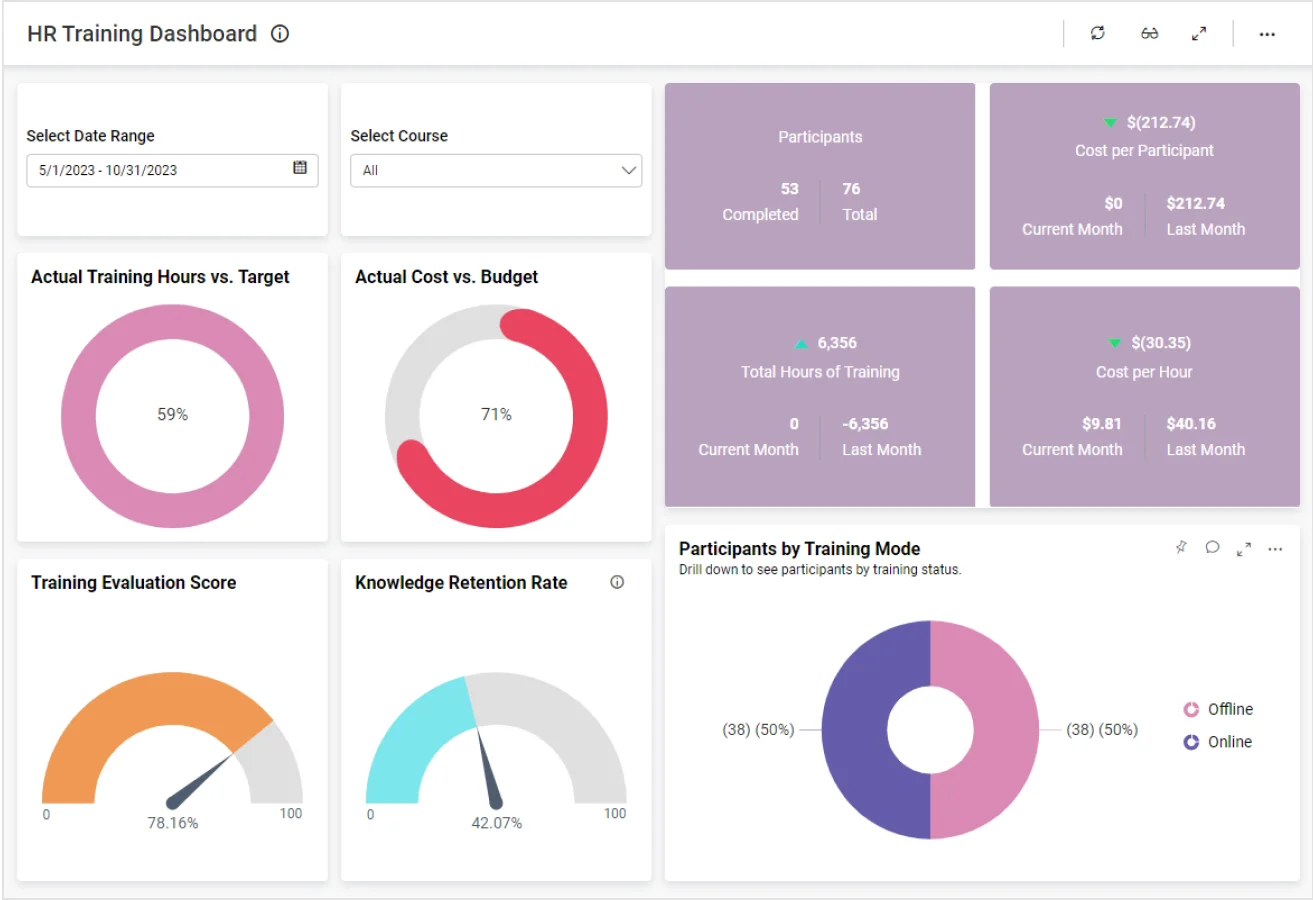 HR Training Dashboard
Select Date Range
5/1/2023 - 10/31/2023
Select Course
All
Participants
53
Completed
76
Total
$(212.74)
Cost per Participant
$0
Current Month
$212.74
Last Month
Actual Training Hours vs. Target
59%
Actual Cost vs. Budget
71%
6,356
Total Hours of Training
0
Current Month
-6,356
Last Month
$(30.35)
Cost per Hour
$9.81
Current Month
$40.16
Last Month
Training Evaluation Score
0
100
78.16%
Knowledge Retention Rate
0
100
42.07%
Participants by Training Mode
Drill down to see participants by training status.
(38) (50%)
(38) (50%)
Offline
Online